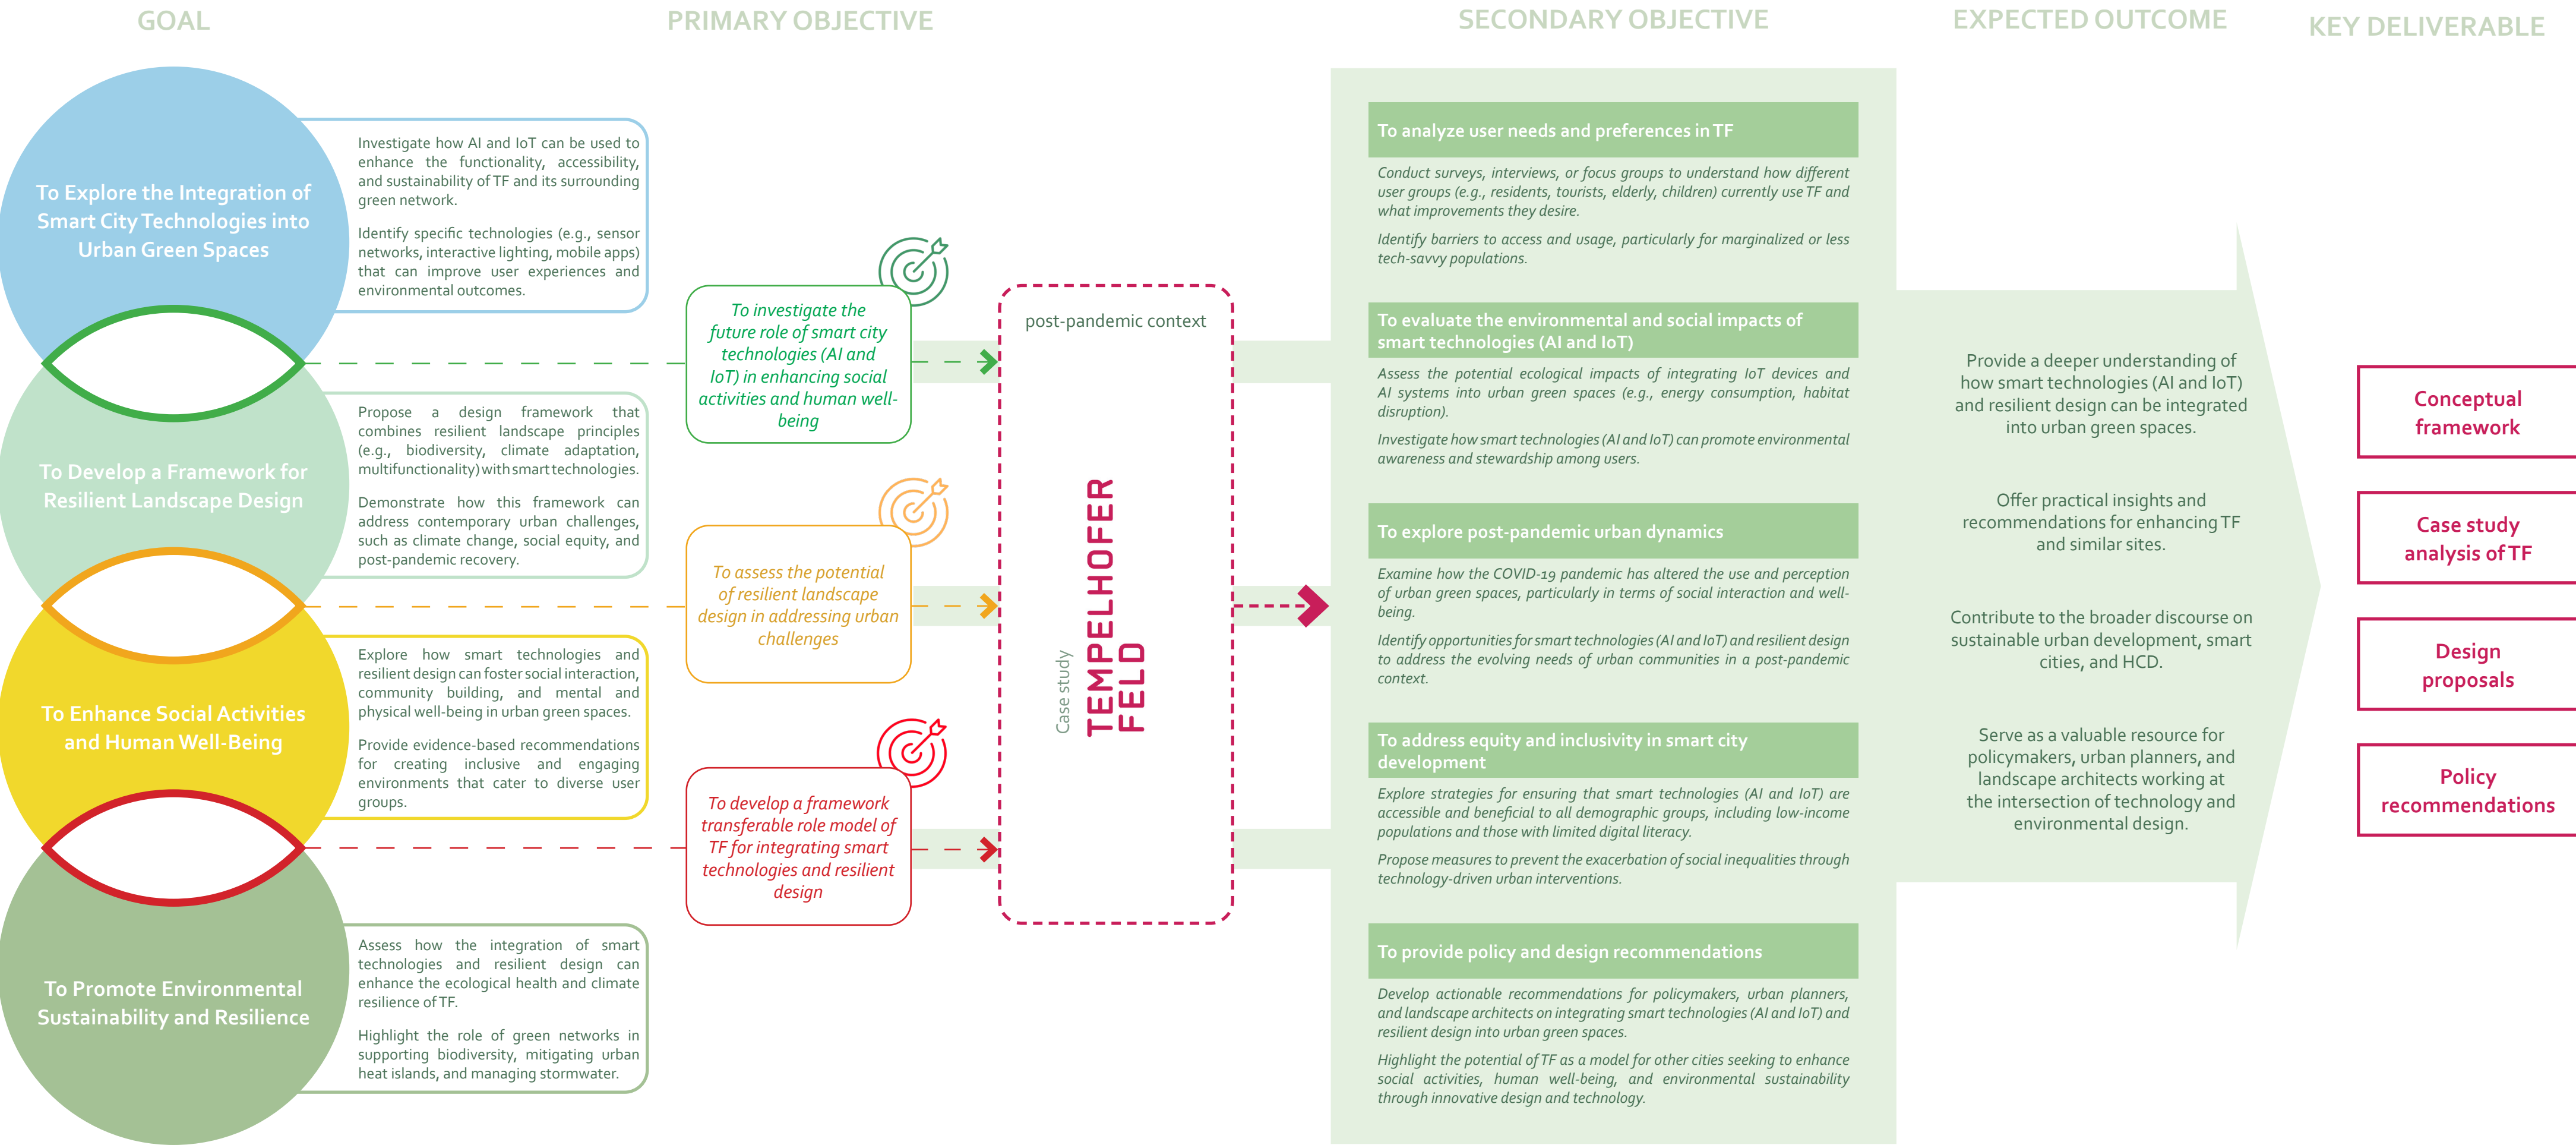 GOAL
PRIMARY OBJECTIVE
SECONDARY OBJECTIVE
EXPECTED OUTCOME
KEY DELIVERABLE
To Explore the Integration of
Smart City Technologies into
Urban Green Spaces
Investigate how AI and IoT can be used to
enhance the functionality, accessibility,
and sustainability of TF and its surrounding
green network.
Identify specific technologies (e.g., sensor
networks, interactive lighting, mobile apps)
that can improve user experiences and
environmental outcomes.
To Develop a Framework for
Resilient Landscape Design
Propose a design framework that
combines resilient landscape principles
(e.g., biodiversity, climate adaptation,
multifunctionality) with smart technologies.
Demonstrate how this framework can
address contemporary urban challenges,
such as climate change, social equity, and
post-pandemic recovery.
To Enhance Social Activities
and Human Well-Being
Explore how smart technologies and
resilient design can foster social interaction,
community building, and mental and
physical well-being in urban green spaces.
Provide evidence-based recommendations
for creating inclusive and engaging
environments that cater to diverse user
groups.
To Promote Environmental
Sustainability and Resilience
Assess how the integration of smart
technologies and resilient design can
enhance the ecological health and climate
resilience of TF.
Highlight the role of green networks in
supporting biodiversity, mitigating urban
heat islands, and managing stormwater.
To investigate the
future role of smart city
technologies (AI and
IoT) in enhancing social
activities and human well-
being
To assess the potential
of resilient landscape
design in addressing urban
challenges
To develop a framework
transferable role model of
TF for integrating smart
technologies and resilient
design
post-pandemic context
Case study
TEMPELHOFER
FELD
To analyze user needs and preferences in TF
Conduct surveys, interviews, or focus groups to understand how different
user groups (e.g., residents, tourists, elderly, children) currently use TF and
what improvements they desire.
Identify barriers to access and usage, particularly for marginalized or less
tech-savvy populations.
To evaluate the environmental and social impacts of
smart technologies (AI and IoT)
Assess the potential ecological impacts of integrating IoT devices and
AI systems into urban green spaces (e.g., energy consumption, habitat
disruption).
Investigate how smart technologies (AI and IoT) can promote environmental
awareness and stewardship among users.
To explore post-pandemic urban dynamics
Examine how the COVID-19 pandemic has altered the use and perception
of urban green spaces, particularly in terms of social interaction and well-
being.
Identify opportunities for smart technologies (AI and IoT) and resilient design
to address the evolving needs of urban communities in a post-pandemic
context.
To address equity and inclusivity in smart city
development
Explore strategies for ensuring that smart technologies (AI and IoT) are
accessible and beneficial to all demographic groups, including low-income
populations and those with limited digital literacy.
Propose measures to prevent the exacerbation of social inequalities through
technology-driven urban interventions.
To provide policy and design recommendations
Develop actionable recommendations for policymakers, urban planners,
and landscape architects on integrating smart technologies (AI and IoT) and
resilient design into urban green spaces.
Highlight the potential of TF as a model for other cities seeking to enhance
social activities, human well-being, and environmental sustainability
through innovative design and technology.
Provide a deeper understanding of
how smart technologies (AI and IoT)
and resilient design can be integrated
into urban green spaces.
Offer practical insights and
recommendations for enhancing TF
and similar sites.
Contribute to the broader discourse on
sustainable urban development, smart
cities, and HCD.
Serve as a valuable resource for
policymakers, urban planners, and
landscape architects working at
the intersection of technology and
environmental design.
Conceptual
framework
Case study
analysis of TF
Design
proposals
Policy
recommendations